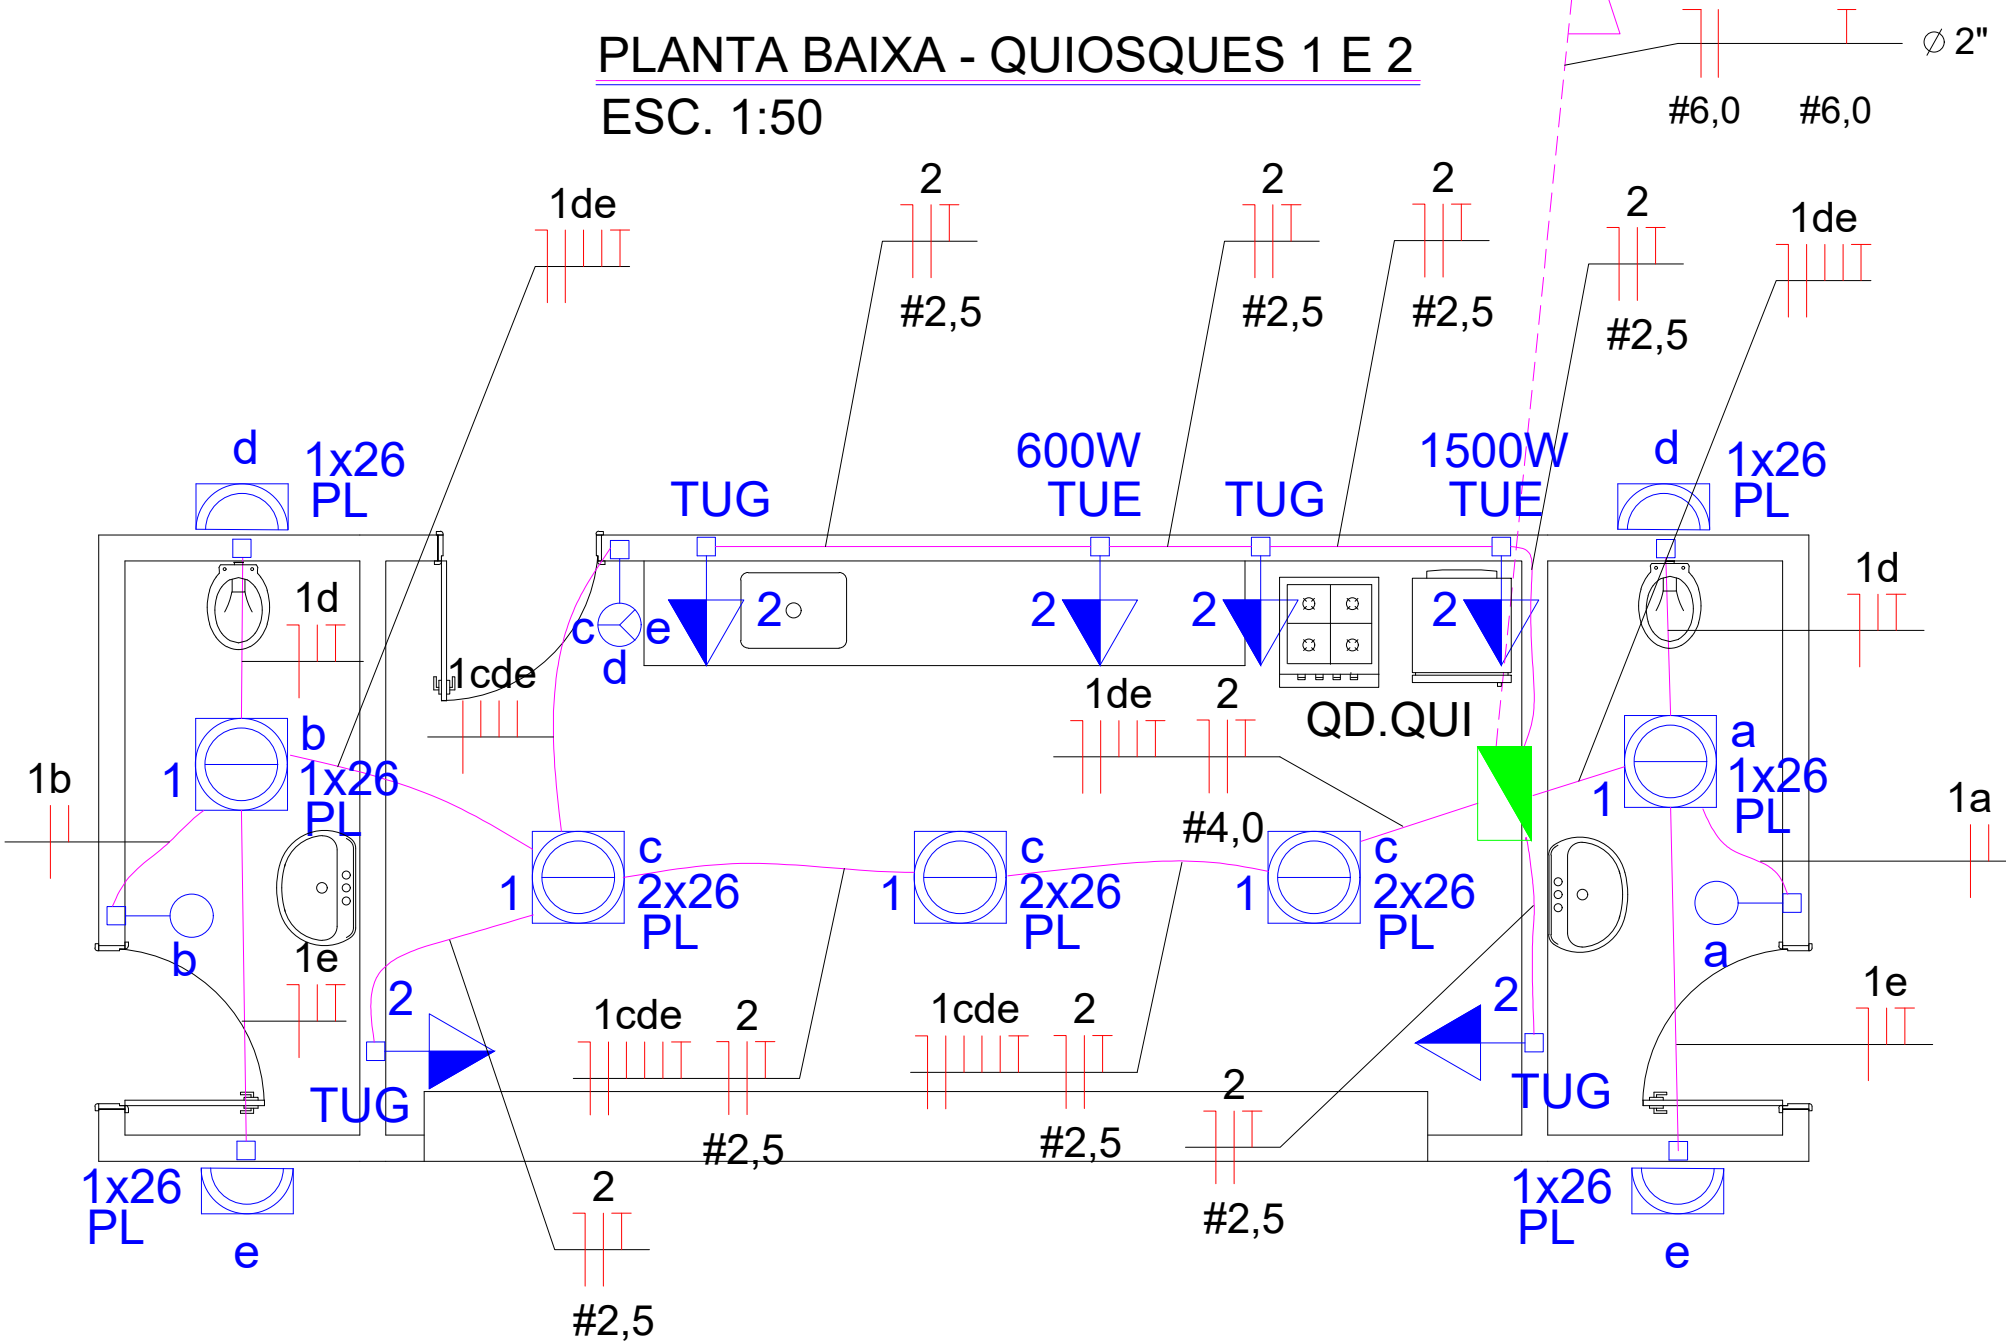 PLANTA BAIXA - QUIOSQUES 1 E 2
ESC. 1:50
Ø 2"
#6,0
#6,0
1de
2
#2,5
2
#2,5
2
#2,5
2
#2,5
1de
d
1x26
PL
TUG
600W
TUE
TUG
1500W
TUE
d
1x26
PL
1d
c
e
d
2
2
2
2
1d
1cde
1de
2
#4,0
QD.QUI
b
1
1x26
PL
1b
a
1
1x26
PL
1a
c
1
2x26
PL
c
1
2x26
PL
c
1
2x26
PL
b
1e
a
1e
2
TUG
1cde
2
#2,5
1cde
2
#2,5
2
TUG
2
#2,5
1x26
PL
e
2
#2,5
1x26
PL
e